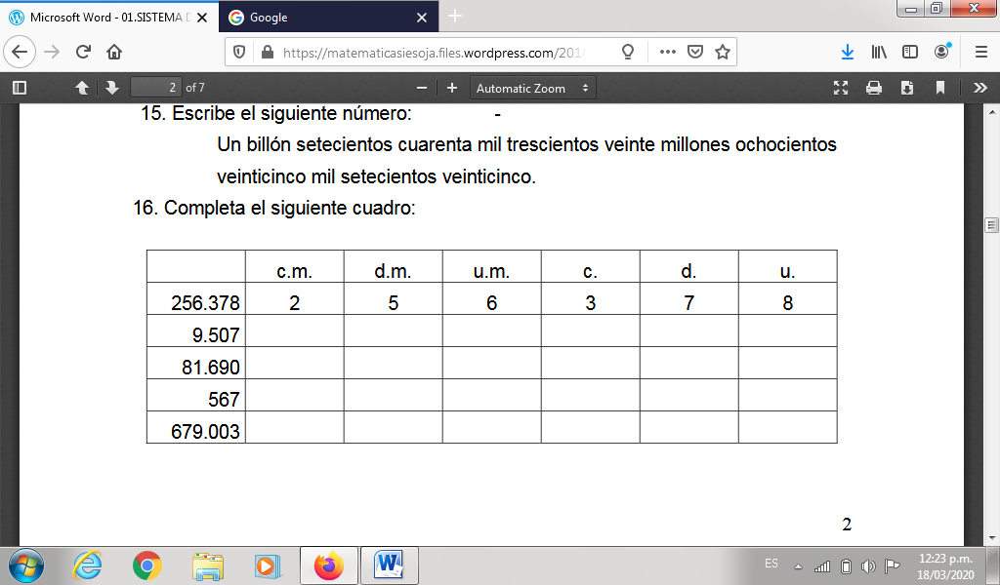 Microsoft Word - 01.SISTEMA D
Google
https://matematicasiesoja.files.wordpress.com/201
2 of 7
Automatic Zoom
15. Escribe el siguiente número: -
Un billón setecientos cuarenta mil trescientos veinte millones ochocientos
veinticinco mil setecientos veinticinco.
16. Completa el siguiente cuadro:
c.m. d.m. u.m. c. d. u.
256.378 2 5 6 3 7 8
9.507
81.690
567
679.003
2
ES
12:23 p.m.
18/03/2020